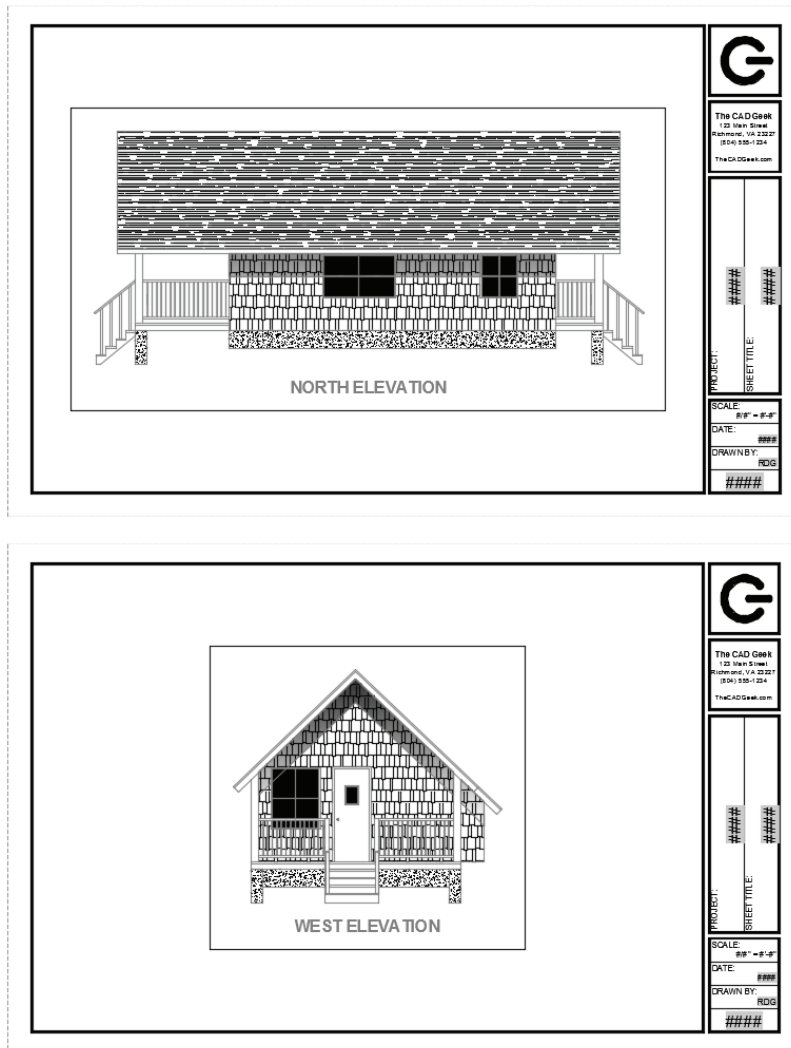 The CAD Geek
123 Main Street
Richmond, VA 23227
(804) 555-1234
TheCADGeek.com
####
####
PROJECT:
SHEET TITLE:
NORTH ELEVATION
SCALE:
#/#" = #'-#"
DATE:
####
DRAWN BY:
RDG
####
The CAD Geek
123 Main Street
Richmond, VA 23227
(804) 555-1234
TheCADGeek.com
####
####
PROJECT:
SHEET TITLE:
WEST ELEVATION
SCALE:
#/#" = #'-#"
DATE:
####
DRAWN BY:
RDG
####